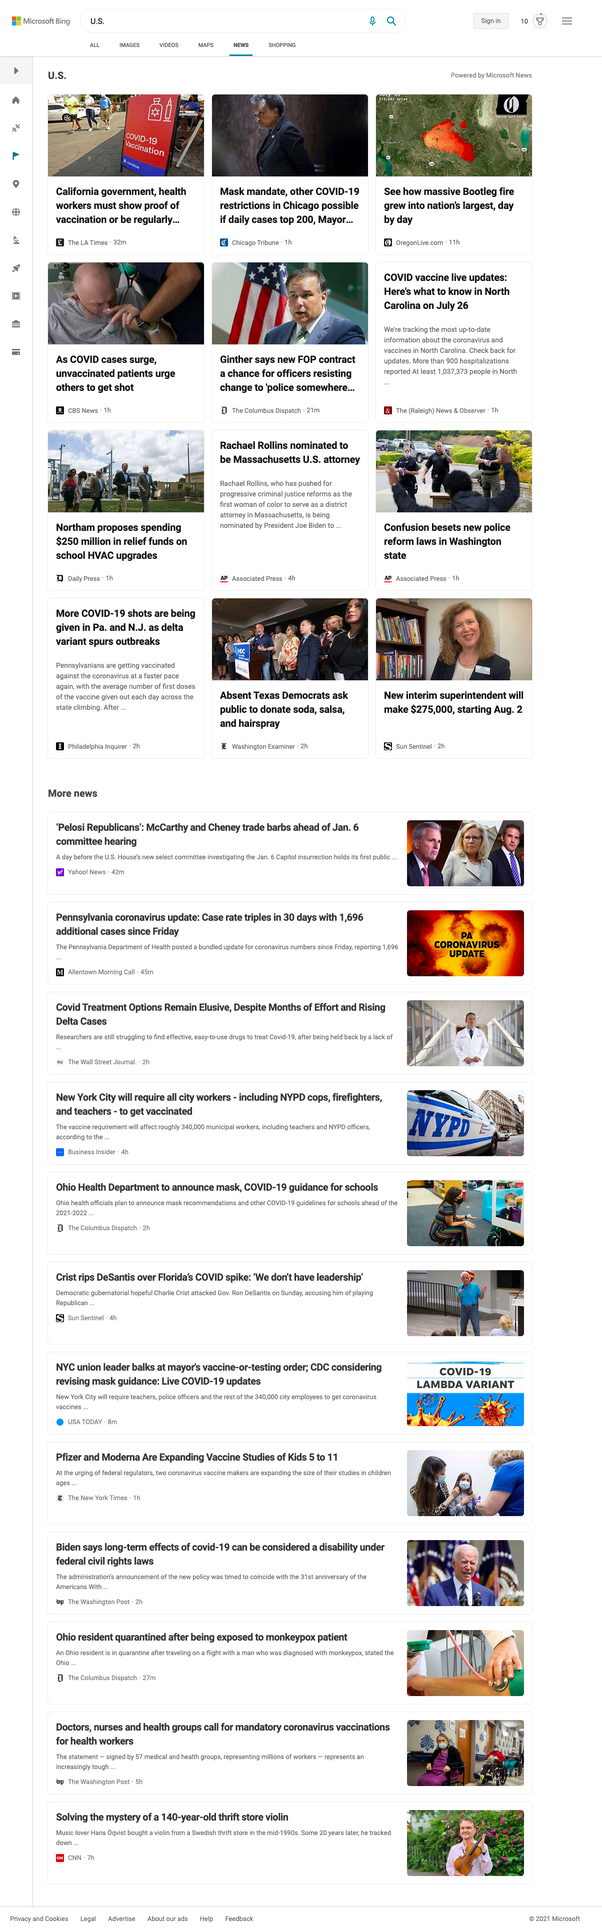 Microsoft Bing
U.S.
Sign in
10
ALL IMAGES VIDEOS MAPS NEWS SHOPPING
U.S.
Powered by Microsoft News
COVID-19
Vaccination
California government, health
workers must show proof of
vaccination or be regularly...
The LA Times · 32m
Mask mandate, other COVID-19
restrictions in Chicago possible
if daily cases top 200, Mayor...
Chicago Tribune · 1h
See how massive Bootleg fire
grew into nation's largest, day
by day
OregonLive.com · 11h
As COVID cases surge,
unvaccinated patients urge
others to get shot
CBS News · 1h
Ginther says new FOP contract
a chance for officers resisting
change to 'police somewhere...
The Columbus Dispatch · 21m
COVID vaccine live updates:
Here's what to know in North
Carolina on July 26
We're tracking the most up-to-date
information about the coronavirus and
vaccines in North Carolina. Check back for
updates. More than 900 hospitalizations
reported At least 1,037,373 people in North
...
The (Raleigh) News & Observer · 1h
Northam proposes spending
$250 million in relief funds on
school HVAC upgrades
Daily Press · 1h
Rachael Rollins nominated to
be Massachusetts U.S. attorney
Rachael Rollins, who has pushed for
progressive criminal justice reforms as the
first woman of color to serve as a district
attorney in Massachusetts, is being
nominated by President Joe Biden to ...
AP Associated Press · 4h
Confusion besets new police
reform laws in Washington
state
AP Associated Press · 1h
More COVID-19 shots are being
given in Pa. and N.J. as delta
variant spurs outbreaks
Pennsylvanians are getting vaccinated
against the coronavirus at a faster pace
again, with the average number of first doses
of the vaccine given out each day across the
state climbing. After ...
Philadelphia Inquirer · 2h
Absent Texas Democrats ask
public to donate soda, salsa,
and hairspray
Washington Examiner · 2h
New interim superintendent will
make $275,000, starting Aug. 2
Sun Sentinel · 2h
More news
'Pelosi Republicans': McCarthy and Cheney trade barbs ahead of Jan. 6
committee hearing
A day before the U.S. House's new select committee investigating the Jan. 6 Capitol insurrection holds its first public ...
Yahoo! News · 42m
Pennsylvania coronavirus update: Case rate triples in 30 days with 1,696
additional cases since Friday
The Pennsylvania Department of Health posted a bundled update for coronavirus numbers since Friday, reporting 1,696
...
Allentown Morning Call · 45m
PA
CORONAVIRUS
UPDATE
Covid Treatment Options Remain Elusive, Despite Months of Effort and Rising
Delta Cases
Researchers are still struggling to find effective, easy-to-use drugs to treat Covid-19, after being held back by a lack of
...
The Wall Street Journal. · 2h
New York City will require all city workers - including NYPD cops, firefighters,
and teachers - to get vaccinated
The vaccine requirement will affect roughly 340,000 municipal workers, including teachers and NYPD officers,
according to the ...
Business Insider · 4h
NYPD
Ohio Health Department to announce mask, COVID-19 guidance for schools
Ohio health officials plan to announce mask recommendations and other COVID-19 guidelines for schools ahead of the
2021-2022 ...
The Columbus Dispatch · 2h
Crist rips DeSantis over Florida's COVID spike: 'We don't have leadership'
Democratic gubernatorial hopeful Charlie Crist attacked Gov. Ron DeSantis on Sunday, accusing him of playing
Republican ...
Sun Sentinel · 4h
NYC union leader balks at mayor's vaccine-or-testing order; CDC considering
revising mask guidance: Live COVID-19 updates
New York City will require teachers, police officers and the rest of the 340,000 city employees to get coronavirus
vaccines ...
USA TODAY · 8m
COVID-19
LAMBDA VARIANT
Pfizer and Moderna Are Expanding Vaccine Studies of Kids 5 to 11
At the urging of federal regulators, two coronavirus vaccine makers are expanding the size of their studies in children
ages ...
The New York Times · 1h
Biden says long-term effects of covid-19 can be considered a disability under
federal civil rights laws
The administration's announcement of the new policy was timed to coincide with the 31st anniversary of the
Americans With ...
wp The Washington Post · 2h
Ohio resident quarantined after being exposed to monkeypox patient
An Ohio resident is in quarantine after traveling on a flight with a man who was diagnosed with monkeypox, stated the
Ohio ...
The Columbus Dispatch · 27m
Doctors, nurses and health groups call for mandatory coronavirus vaccinations
for health workers
The statement — signed by 57 medical and health groups, representing millions of workers — represents an
increasingly tough ...
wp The Washington Post · 5h
Solving the mystery of a 140-year-old thrift store violin
Music lover Hans Öqvist bought a violin from a Swedish thrift store in the mid-1990s. Some 20 years later, he tracked
down ...
CNN · 7h
Privacy and Cookies Legal Advertise About our ads Help Feedback
© 2021 Microsoft